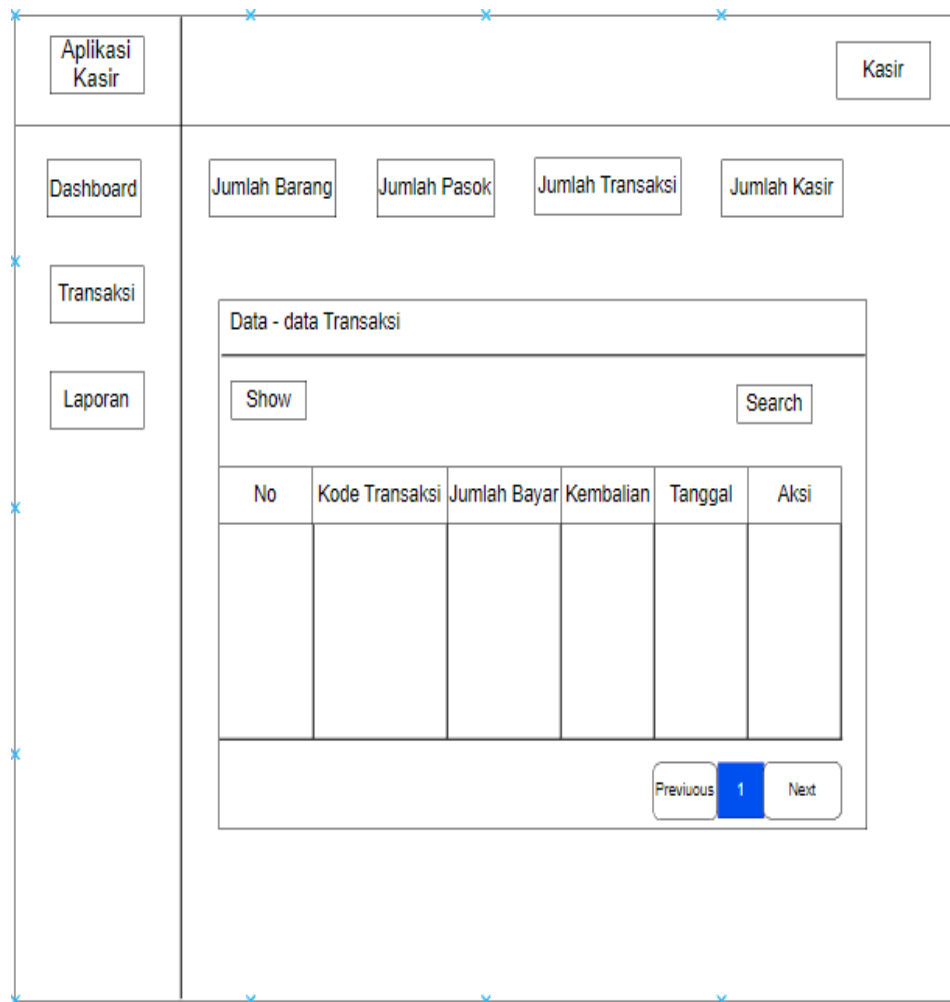 Aplikasi
Kasir
Kasir
Dashboard
Jumlah Barang
Jumlah Pasok
Jumlah Transaksi
Jumlah Kasir
Transaksi
Laporan
Data - data Transaksi
Show
Search
No
Kode Transaksi
Jumlah Bayar
Kembalian
Tanggal
Aksi
Previuous
1
Next